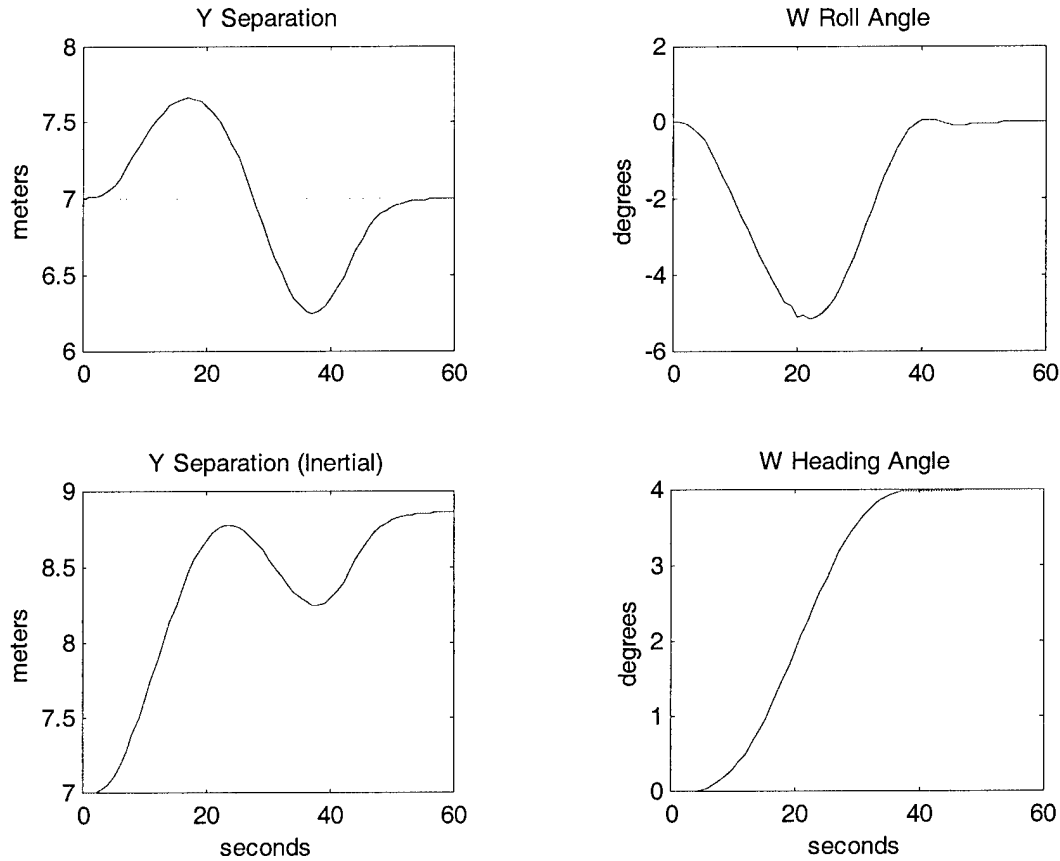 Y Separation
8
7.5
7
6.5
6
meters
0 20 40 60
W Roll Angle
2
0
-2
-4
-6
degrees
0 20 40 60
Y Separation (Inertial)
9
8.5
8
7.5
7
meters
0 20 40 60
seconds
W Heading Angle
4
3
2
1
0
degrees
0 20 40 60
seconds